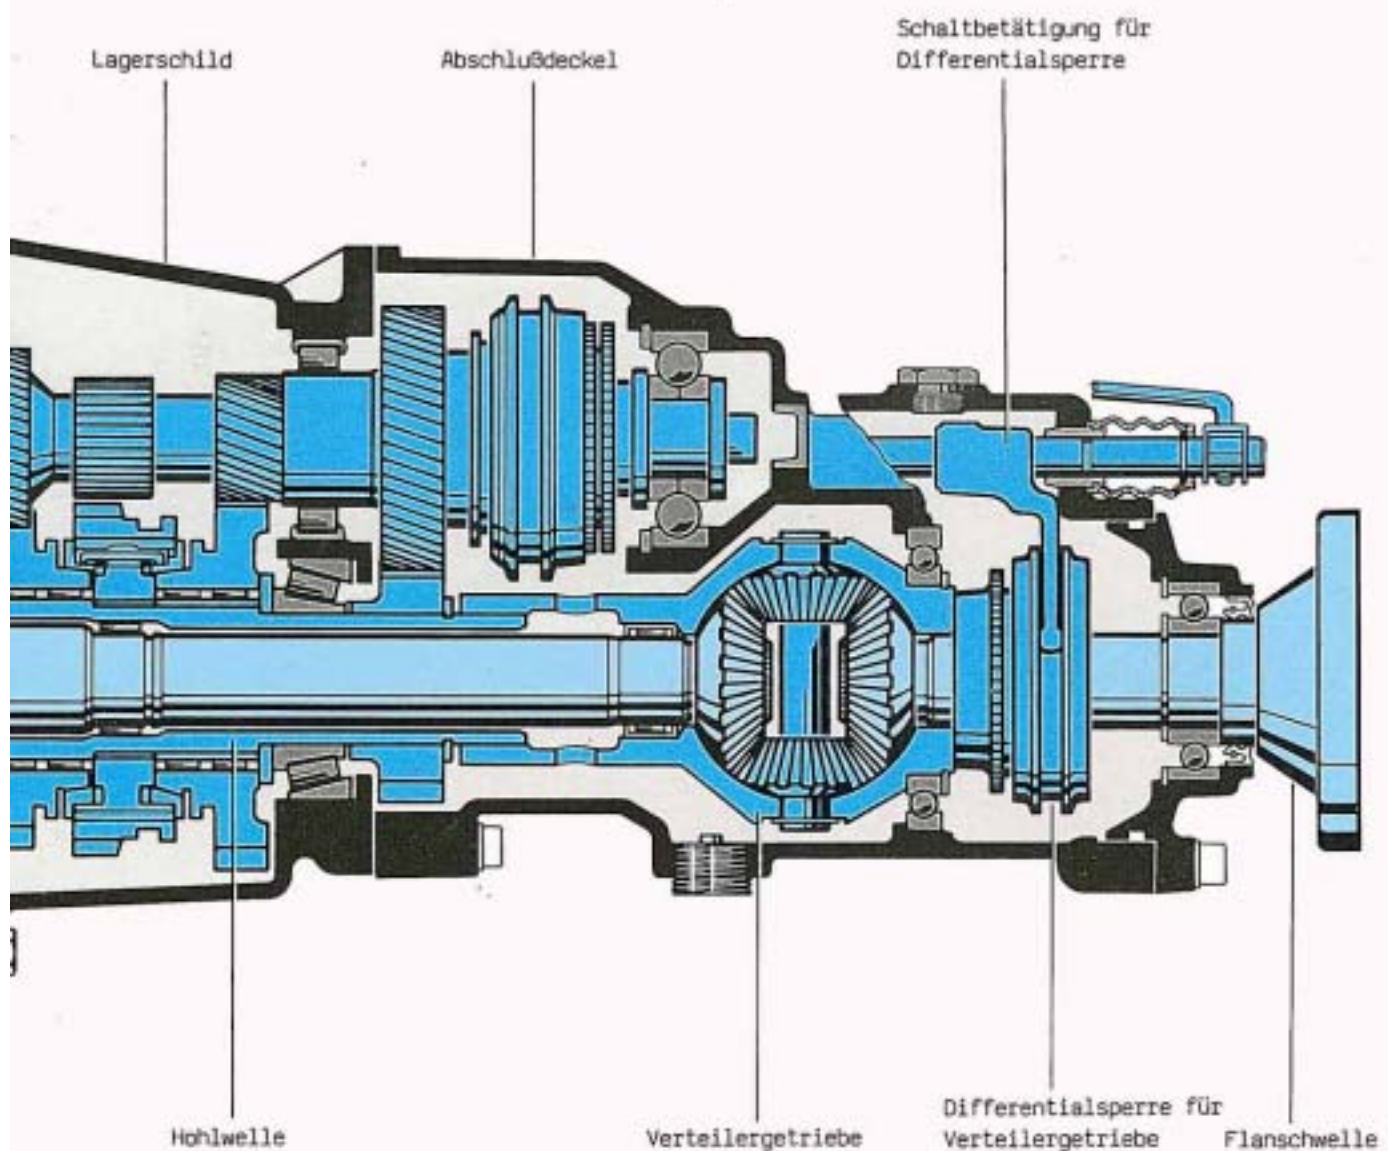 Lagerschild
Abschlußdeckel
Schaltbetätigung für
Differentialsperre
Hohlwelle
Verteilergetriebe
Differentialsperre für
Verteilergetriebe
Flanschwelle